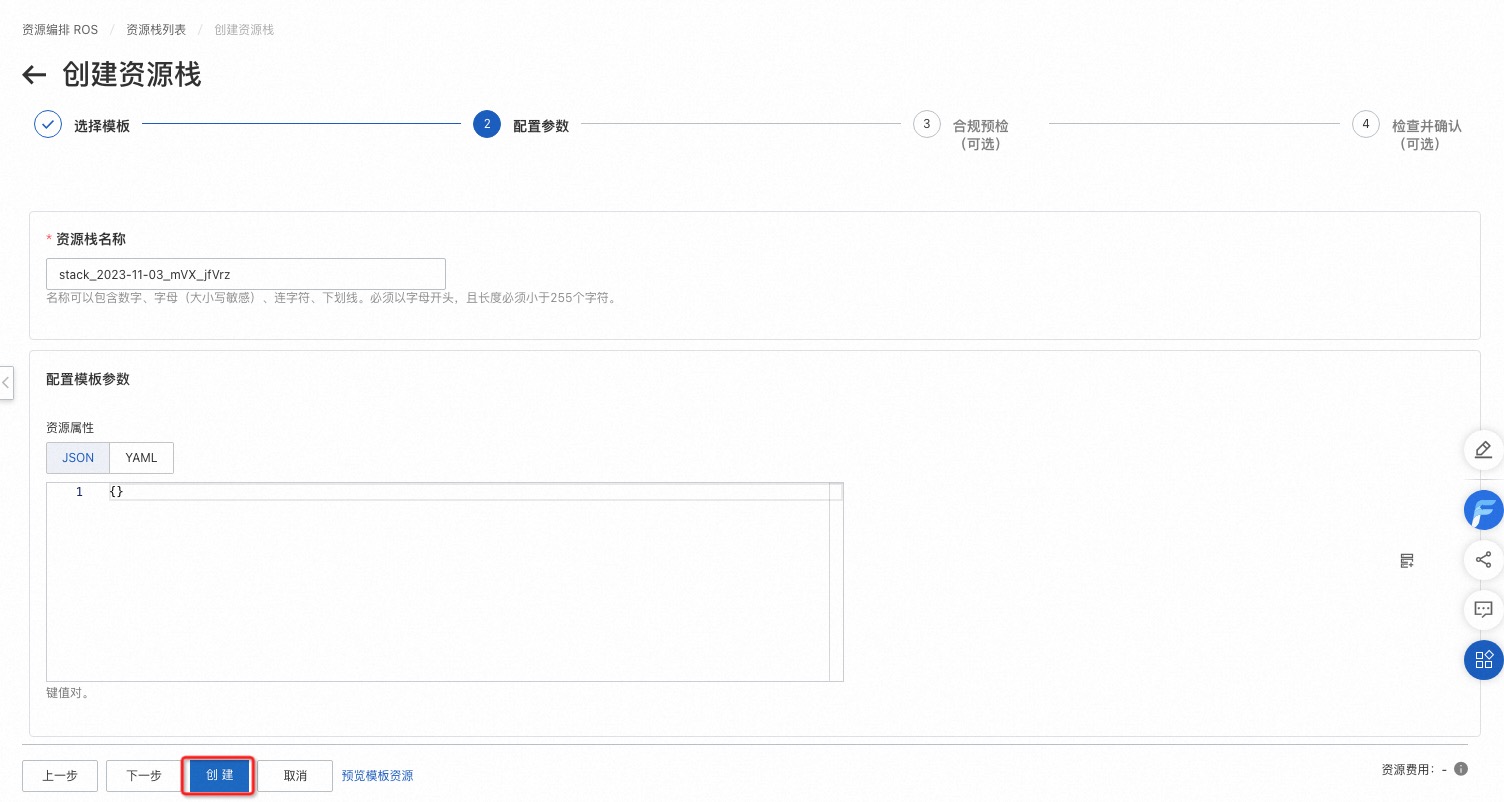 资源编排 ROS / 资源栈列表 / 创建资源栈
创建资源栈
选择模板
2 配置参数
3 合规预检
（可选）
4 检查并确认
（可选）
* 资源栈名称
stack_2023-11-03_mVX_jfVrz
名称可以包含数字、字母（大小写敏感）、连字符、下划线。必须以字母开头，且长度必须小于255个字符。
配置模板参数
资源属性
JSON YAML
1 {}
键值对。
上一步 下一步 创 建 取消 预览模板资源 资源费用： -